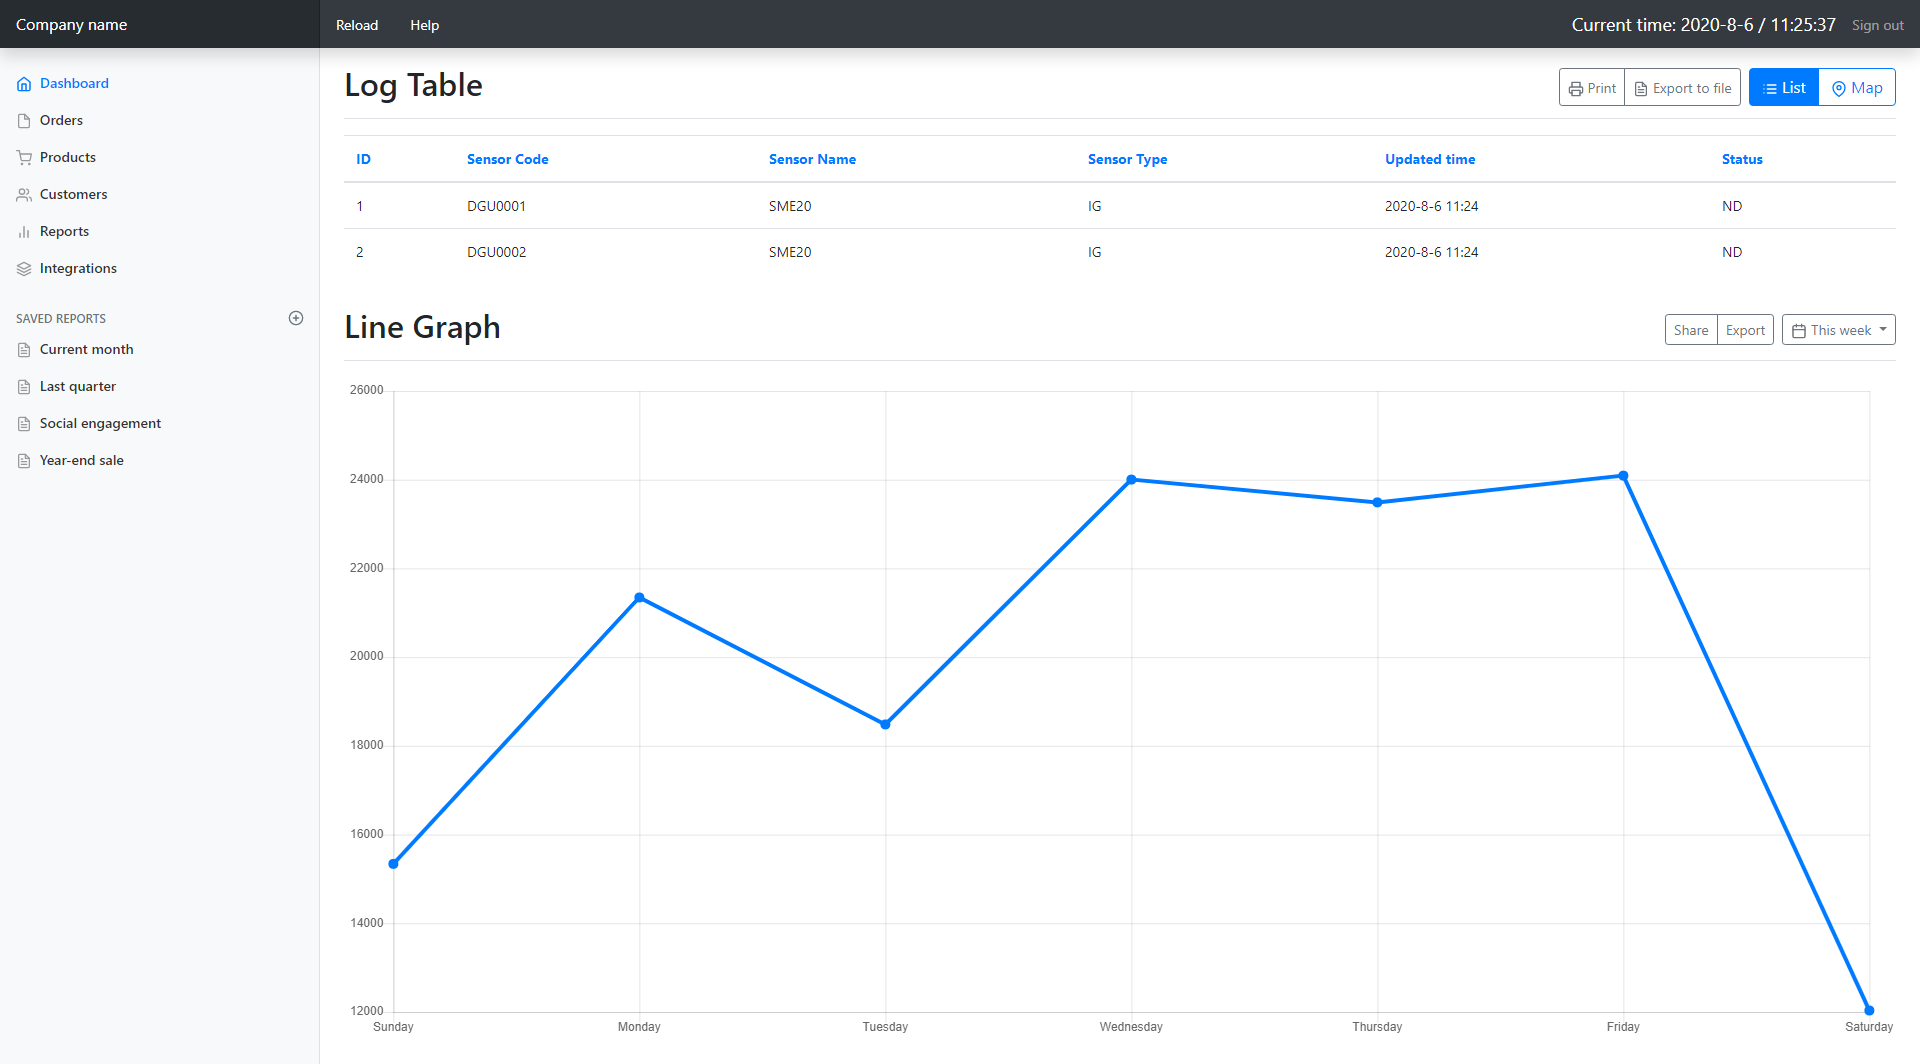 Company name
Reload Help
Current time: 2020-8-6 / 11:25:37 Sign out
Dashboard
Orders
Products
Customers
Reports
Integrations
SAVED REPORTS
Current month
Last quarter
Social engagement
Year-end sale
Log Table
Print Export to file List Map
ID Sensor Code Sensor Name Sensor Type Updated time Status
1 DGU0001 SME20 IG 2020-8-6 11:24 ND
2 DGU0002 SME20 IG 2020-8-6 11:24 ND
Line Graph
Share Export This week
26000
24000
22000
20000
18000
16000
14000
12000
Sunday Monday Tuesday Wednesday Thursday Friday Saturday